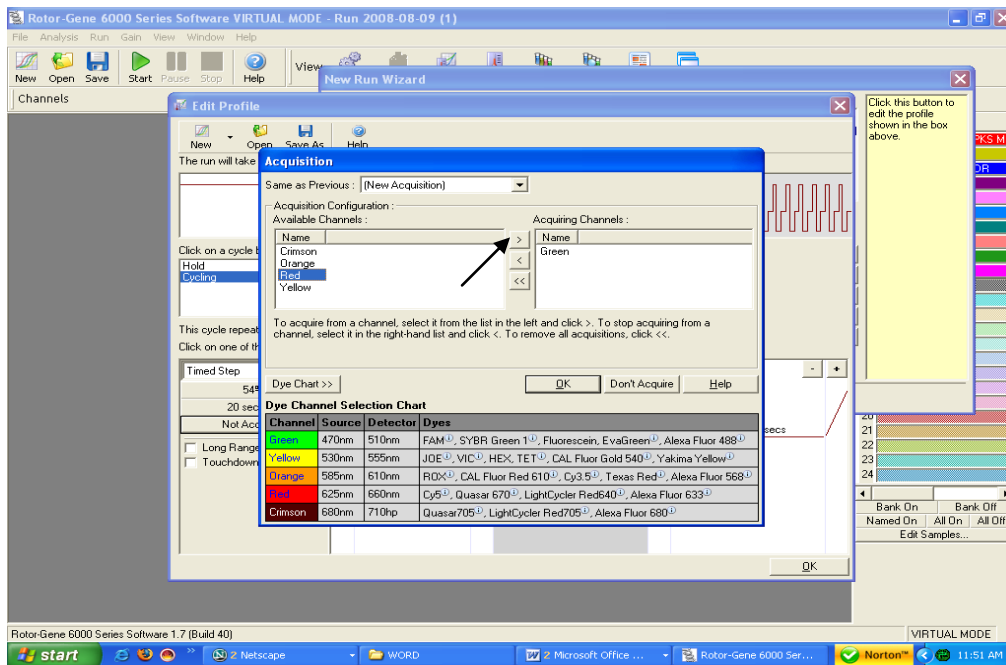 Rotor-Gene 6000 Series Software VIRTUAL MODE - Run 2008-08-09 (1)
File Analysis Run Gain View Window Help
New Open Save Start Pause Stop Help View
Channels
New Run Wizard
Click this button to
edit the profile
shown in the box
above.
Edit Profile
New Open Save As Help
The run will take
Click on a cycle b
Hold
Cycling
This cycle repeat
Click on one of th
Timed Step
54º
20 sec
Not Acq
Long Range
Touchdown
secs
- +
OK
Acquisition
Same as Previous : (New Acquisition)
Acquisition Configuration :
Available Channels :
Name
Crimson
Orange
Red
Yellow
>
<
<<
Acquiring Channels :
Name
Green
To acquire from a channel, select it from the list in the left and click >. To stop acquiring from a
channel, select it in the right-hand list and click <. To remove all acquisitions, click <<.
Dye Chart >> OK Don't Acquire Help
Dye Channel Selection Chart
Channel Source Detector Dyes
Green 470nm 510nm FAM, SYBR Green 1, Fluorescein, EvaGreen, Alexa Fluor 488
Yellow 530nm 555nm JOE, VIC, HEX, TET, CAL Fluor Gold 540, Yakima Yellow
Orange 585nm 610nm ROX, CAL Fluor Red 610, Cy3.5, Texas Red, Alexa Fluor 568
Red 625nm 660nm Cy5, Quasar 670, LightCycler Red640, Alexa Fluor 633
Crimson 680nm 710hp Quasar705, LightCycler Red705, Alexa Fluor 680
PKS M
OR
20
21
22
23
24
Bank On Bank Off
Named On All On All Off
Edit Samples...
Rotor-Gene 6000 Series Software 1.7 (Build 40) VIRTUAL MODE
start 2 Netscape WORD 2 Microsoft Office ... Rotor-Gene 6000 Ser... Norton™ 11:51 AM